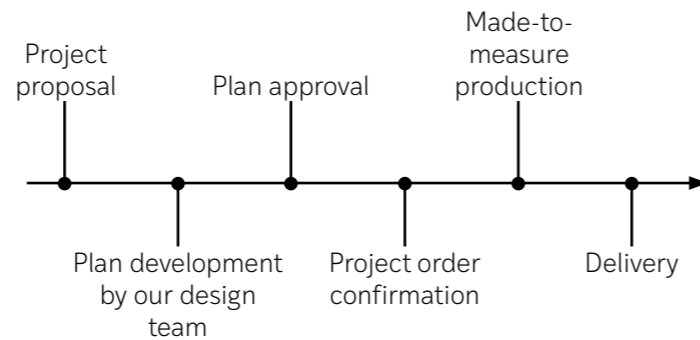 Project
proposal
Plan development
by our design
team
Plan approval
Project order
confirmation
Made-to-
measure
production
Delivery